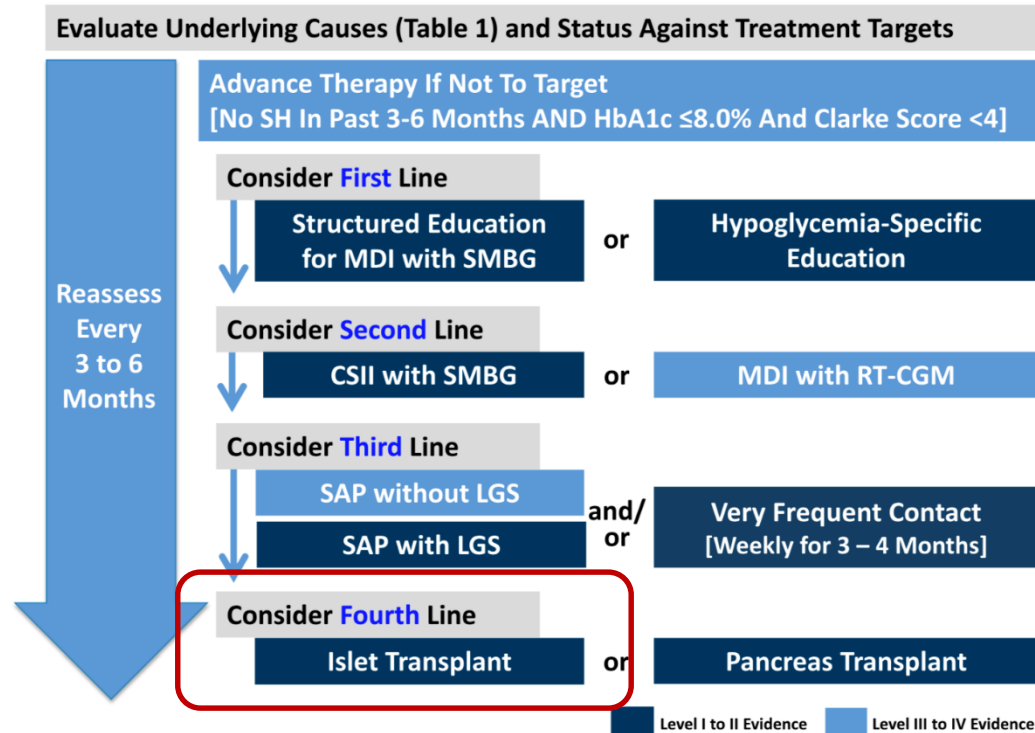 Evaluate Underlying Causes (Table 1) and Status Against Treatment Targets
Advance Therapy If Not To Target
[No SH In Past 3-6 Months AND HbA1c ≤8.0% And Clarke Score <4]
Reassess
Every
3 to 6
Months
Consider First Line
Structured Education
for MDI with SMBG
or
Hypoglycemia-Specific
Education
Consider Second Line
CSII with SMBG
or
MDI with RT-CGM
Consider Third Line
SAP without LGS
SAP with LGS
and/
or
Very Frequent Contact
[Weekly for 3 – 4 Months]
Consider Fourth Line
Islet Transplant
or
Pancreas Transplant
Level I to II Evidence
Level III to IV Evidence